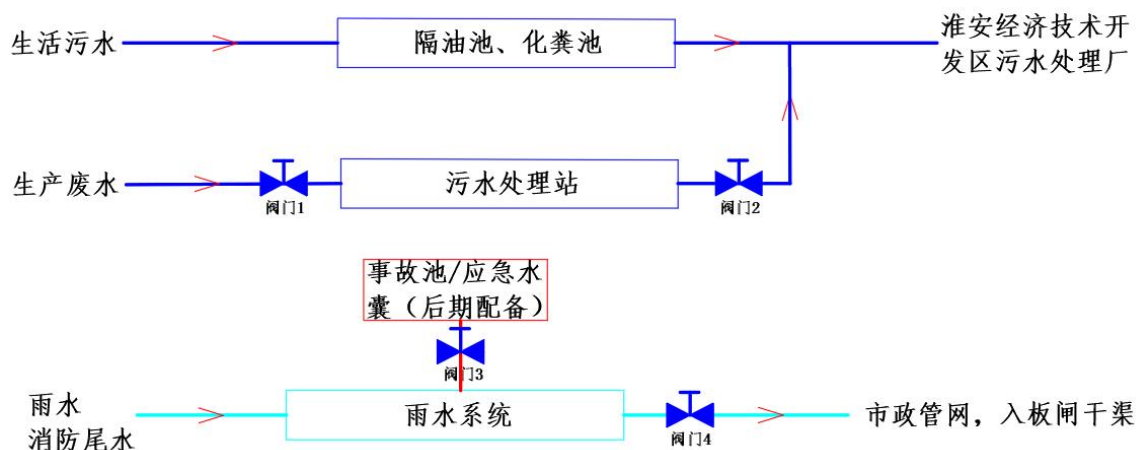 生活污水
隔油池、化粪池
淮安经济技术开
发区污水处理厂
生产废水
阀门1
污水处理站
阀门2
事故池/应急水
囊（后期配备）
阀门3
雨水
消防尾水
雨水系统
阀门4
市政管网，入板闸干渠